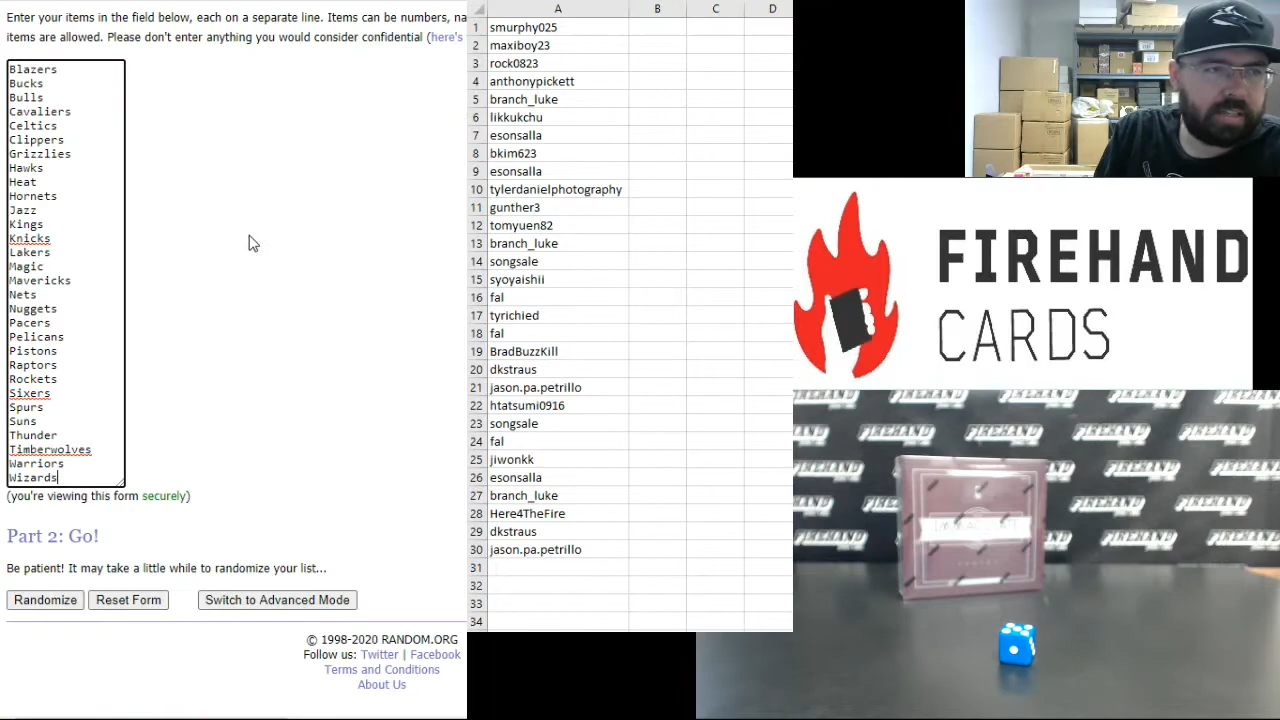 Enter your items in the field below, each on a separate line. Items can be numbers, na
items are allowed. Please don't enter anything you would consider confidential (here's
Blazers
Bucks
Bulls
Cavaliers
Celtics
Clippers
Grizzlies
Hawks
Heat
Hornets
Jazz
Kings
Knicks
Lakers
Magic
Mavericks
Nets
Nuggets
Pacers
Pelicans
Pistons
Raptors
Rockets
Sixers
Spurs
Suns
Thunder
Timberwolves
Warriors
Wizards
(you're viewing this form securely)
Part 2: Go!
Be patient! It may take a little while to randomize your list...
Randomize Reset Form Switch to Advanced Mode
© 1998-2020 RANDOM.ORG
Follow us: Twitter | Facebook
Terms and Conditions
About Us
A B C D
1 smurphy025
2 maxiboy23
3 rock0823
4 anthonypickett
5 branch_luke
6 likkukchu
7 esonsalla
8 bkim623
9 esonsalla
10 tylerdanielphotography
11 gunther3
12 tomyuen82
13 branch_luke
14 songsale
15 syoyaishii
16 fal
17 tyrichied
18 fal
19 BradBuzzKill
20 dkstraus
21 jason.pa.petrillo
22 htatsumi0916
23 songsale
24 fal
25 jiwonkk
26 esonsalla
27 branch_luke
28 Here4TheFire
29 dkstraus
30 jason.pa.petrillo
31
32
33
34
FIREHAND
CARDS